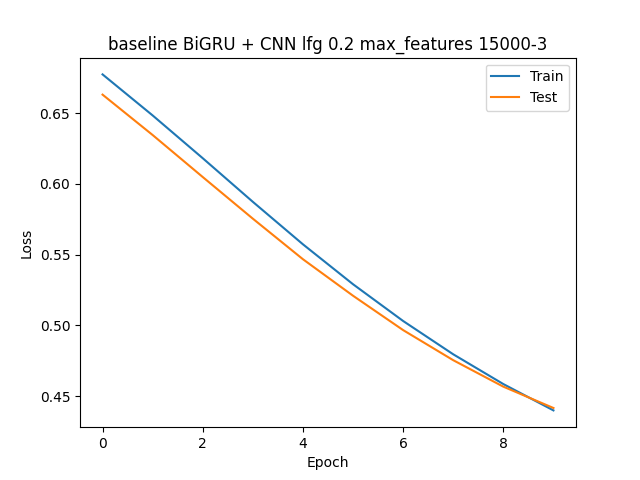 baseline BiGRU + CNN lfg 0.2 max_features 15000-3
Train
Test
0.65
0.60
0.55
0.50
0.45
Loss
0 2 4 6 8
Epoch